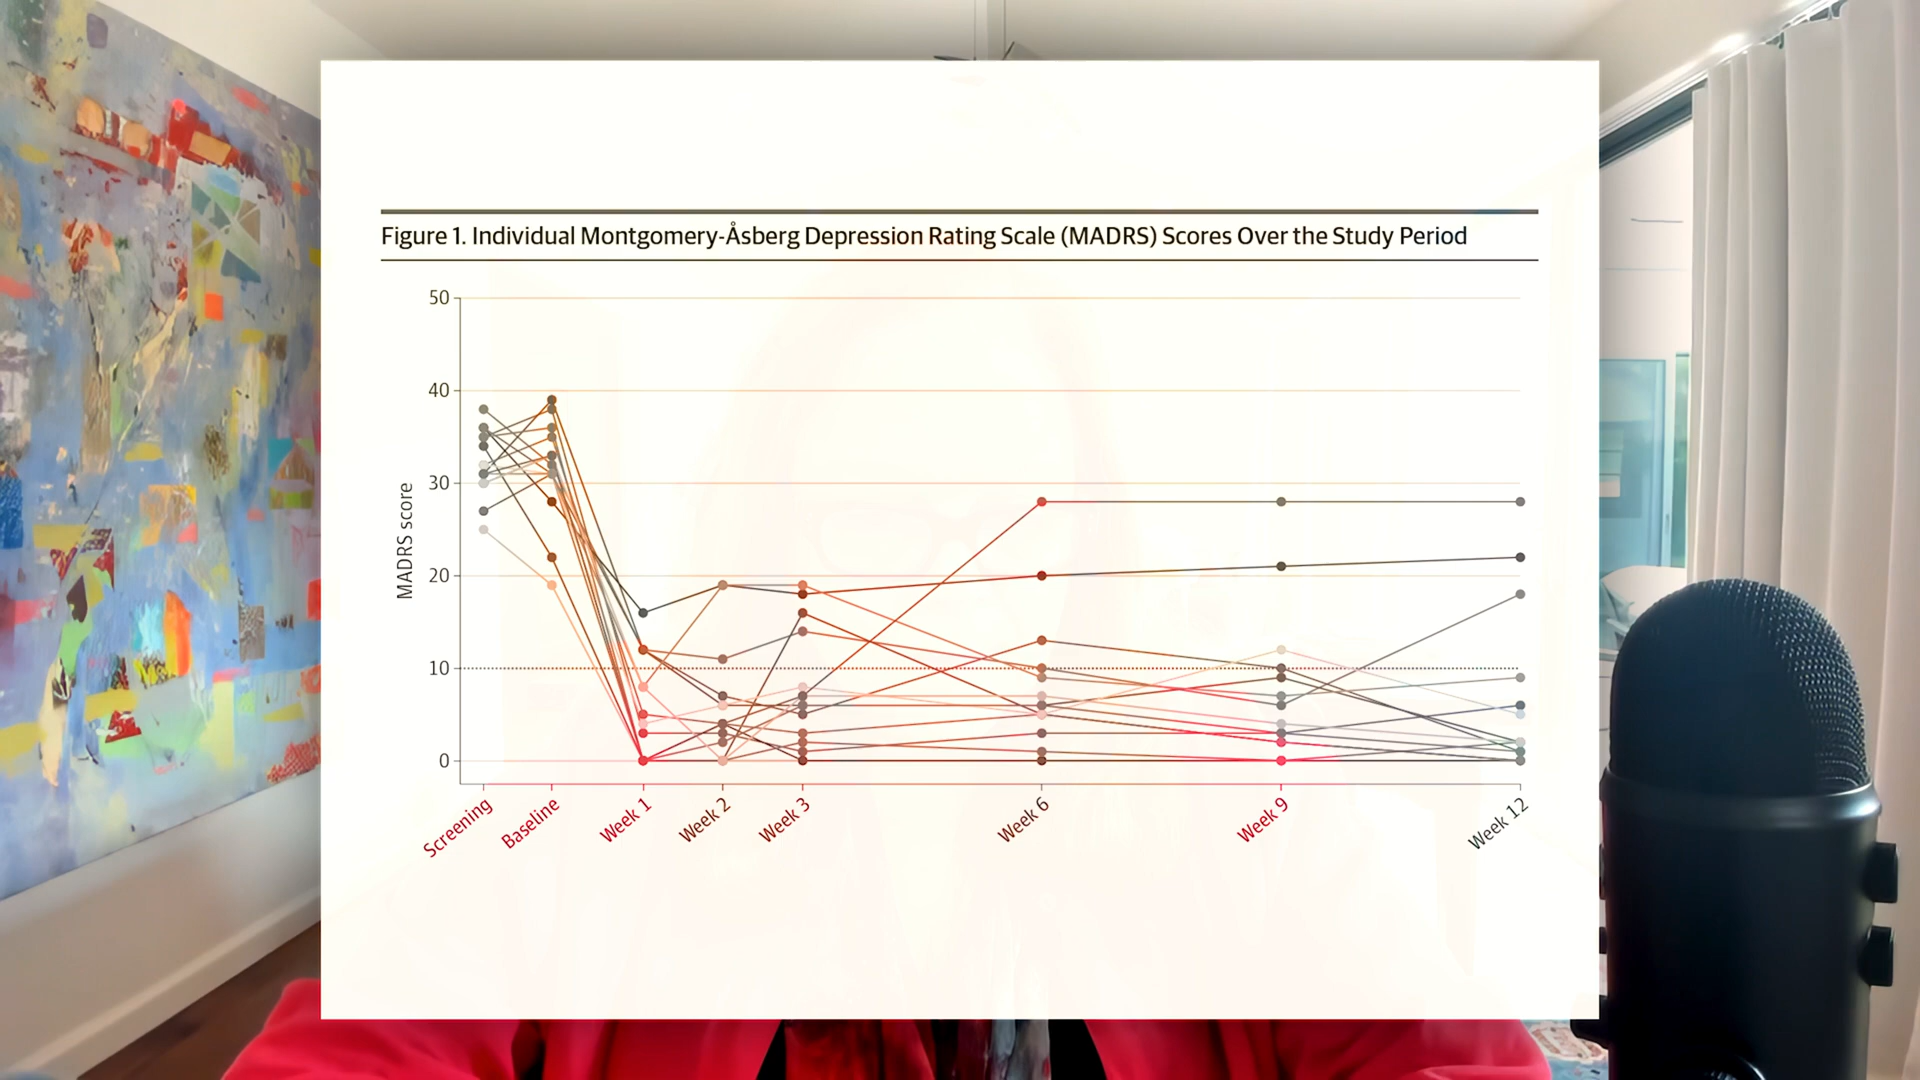 Figure 1. Individual Montgomery-Åsberg Depression Rating Scale (MADRS) Scores Over the Study Period
50
40
30
20
10
0
MADRS score
Screening
Baseline
Week 1
Week 2
Week 3
Week 6
Week 9
Week 12